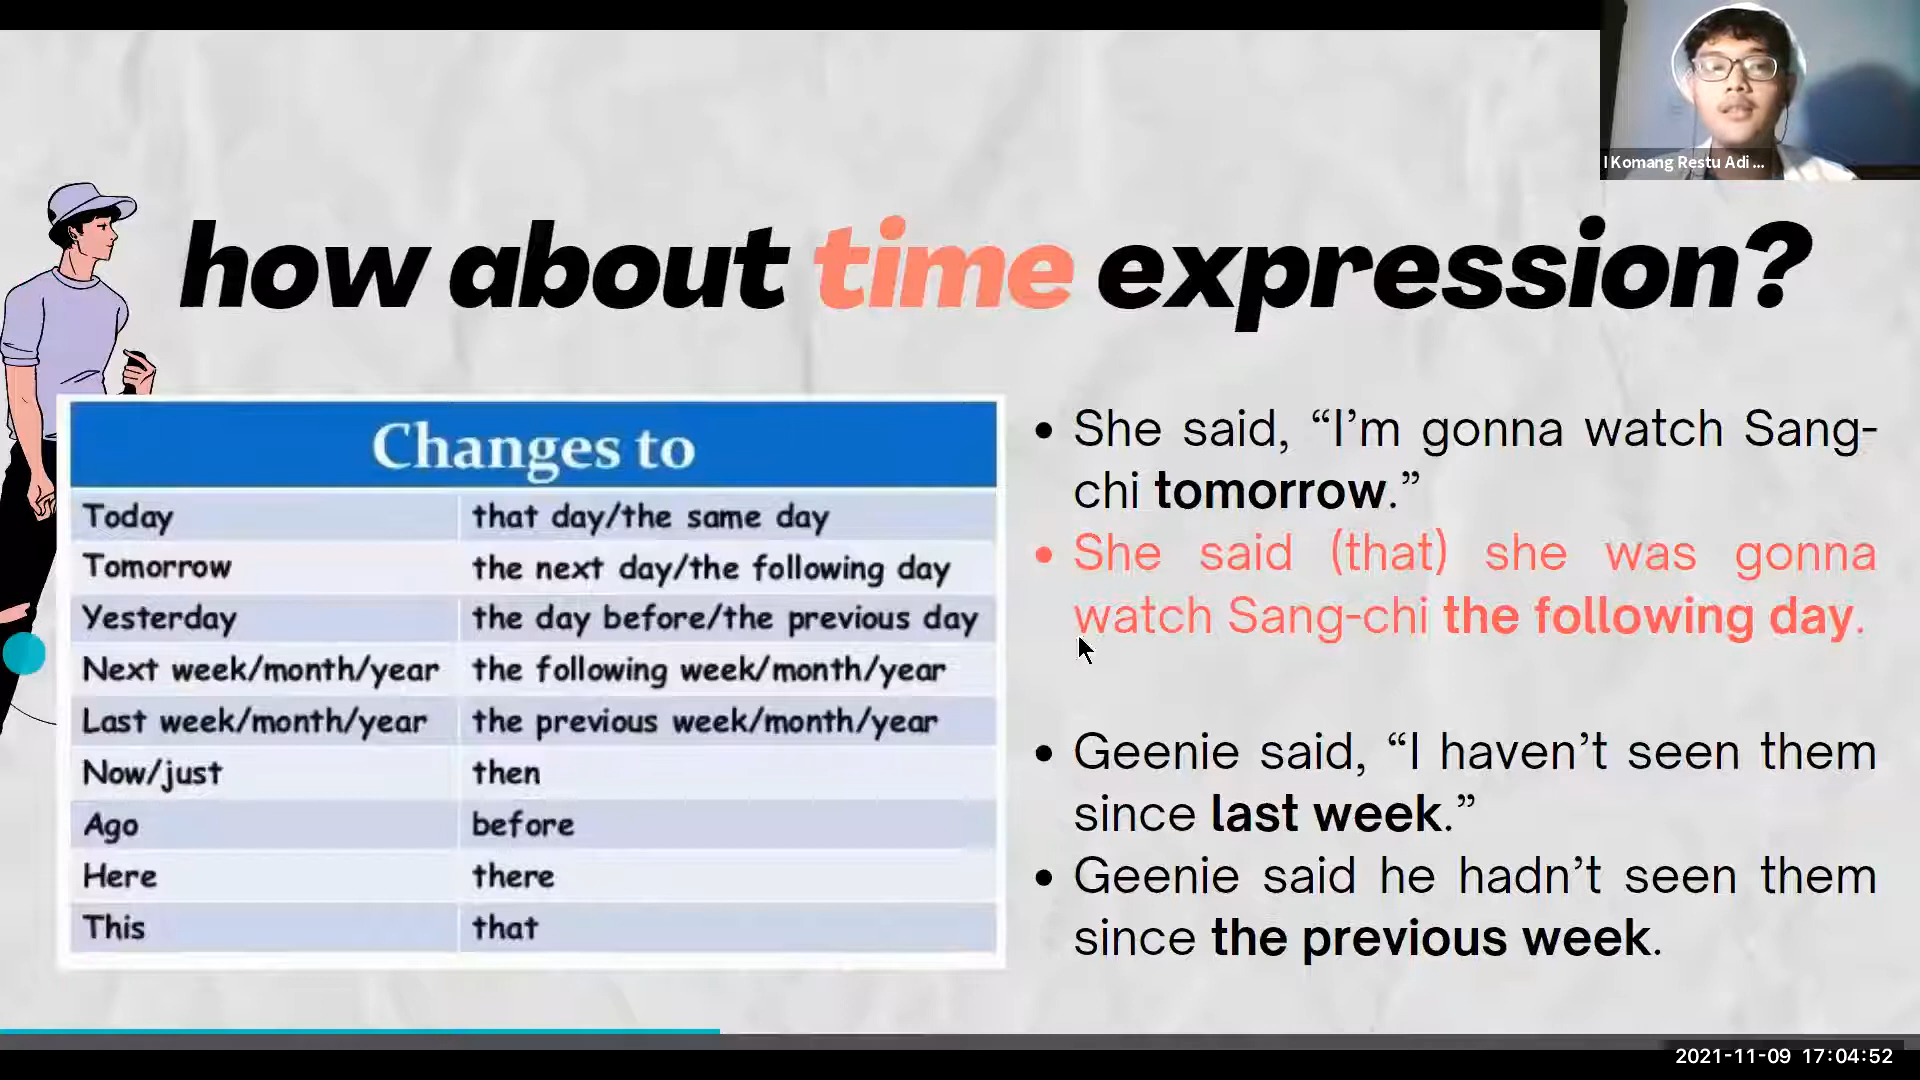 I Komang Restu Adi ...
how about time expression?
Changes to
Today that day/the same day
Tomorrow the next day/the following day
Yesterday the day before/the previous day
Next week/month/year the following week/month/year
Last week/month/year the previous week/month/year
Now/just then
Ago before
Here there
This that
• She said, “I’m gonna watch Sang-
chi tomorrow.”
• She said (that) she was gonna
watch Sang-chi the following day.
• Geenie said, “I haven’t seen them
since last week.”
• Geenie said he hadn’t seen them
since the previous week.
2021-11-09 17:04:52